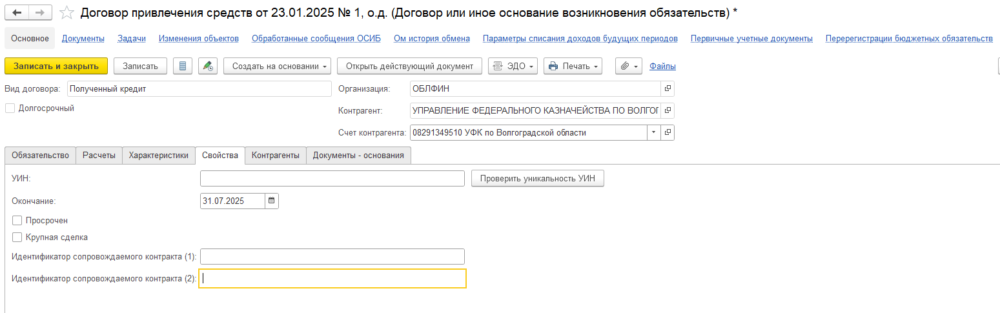 Договор привлечения средств от 23.01.2025 № 1, о.д. (Договор или иное основание возникновения обязательств) *
Основное Документы Задачи Изменения объектов Обработанные сообщения ОСИБ Ом история обмена Параметры списания доходов будущих периодов Первичные учетные документы Перерегистрации бюджетных обязательств
Записать и закрыть Записать Создать на основании Открыть действующий документ ЭДО Печать Файлы
Вид договора: Полученный кредит Организация: ОБЛФИН
Долгосрочный Контрагент: УПРАВЛЕНИЕ ФЕДЕРАЛЬНОГО КАЗНАЧЕЙСТВА ПО ВОЛГОГ
Счет контрагента: 08291349510 УФК по Волгоградской области
Обязательство Расчеты Характеристики Свойства Контрагенты Документы - основания
УИН: Проверить уникальность УИН
Окончание: 31.07.2025
Просрочен
Крупная сделка
Идентификатор сопровождаемого контракта (1):
Идентификатор сопровождаемого контракта (2):